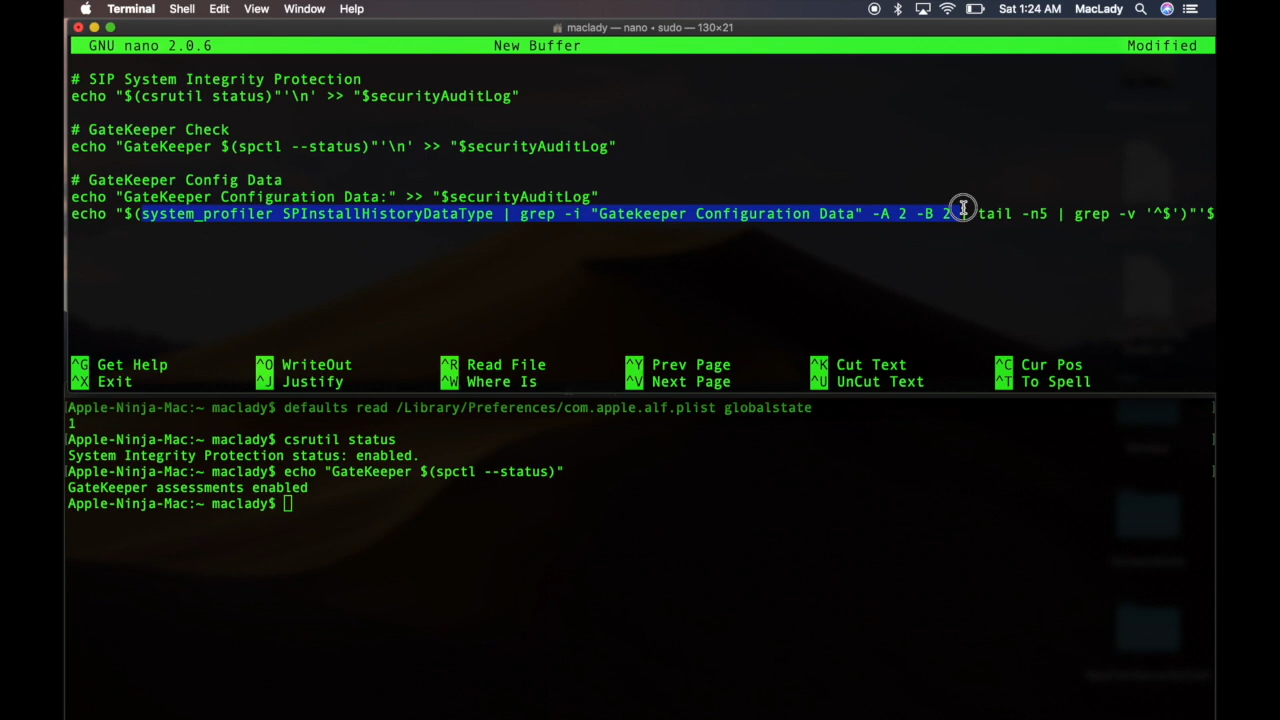 Terminal Shell Edit View Window Help Sat 1:24 AM MacLady
maclady — nano • sudo — 130×21
GNU nano 2.0.6 New Buffer Modified
# SIP System Integrity Protection
echo "$(csrutil status)"'\n' >> "$securityAuditLog"
# GateKeeper Check
echo "GateKeeper $(spctl --status)"'\n' >> "$securityAuditLog"
# GateKeeper Config Data
echo "GateKeeper Configuration Data:" >> "$securityAuditLog"
echo "$(system_profiler SPInstallHistoryDataType | grep -i "Gatekeeper Configuration Data" -A 2 -B 2 | tail -n5 | grep -v '^$')"'$
^G Get Help ^O WriteOut ^R Read File ^Y Prev Page ^K Cut Text ^C Cur Pos
^X Exit ^J Justify ^W Where Is ^V Next Page ^U UnCut Text ^T To Spell
[Apple-Ninja-Mac:~ maclady$ defaults read /Library/Preferences/com.apple.alf.plist globalstate ]
1
[Apple-Ninja-Mac:~ maclady$ csrutil status ]
System Integrity Protection status: enabled.
[Apple-Ninja-Mac:~ maclady$ echo "GateKeeper $(spctl --status)" ]
GateKeeper assessments enabled
Apple-Ninja-Mac:~ maclady$